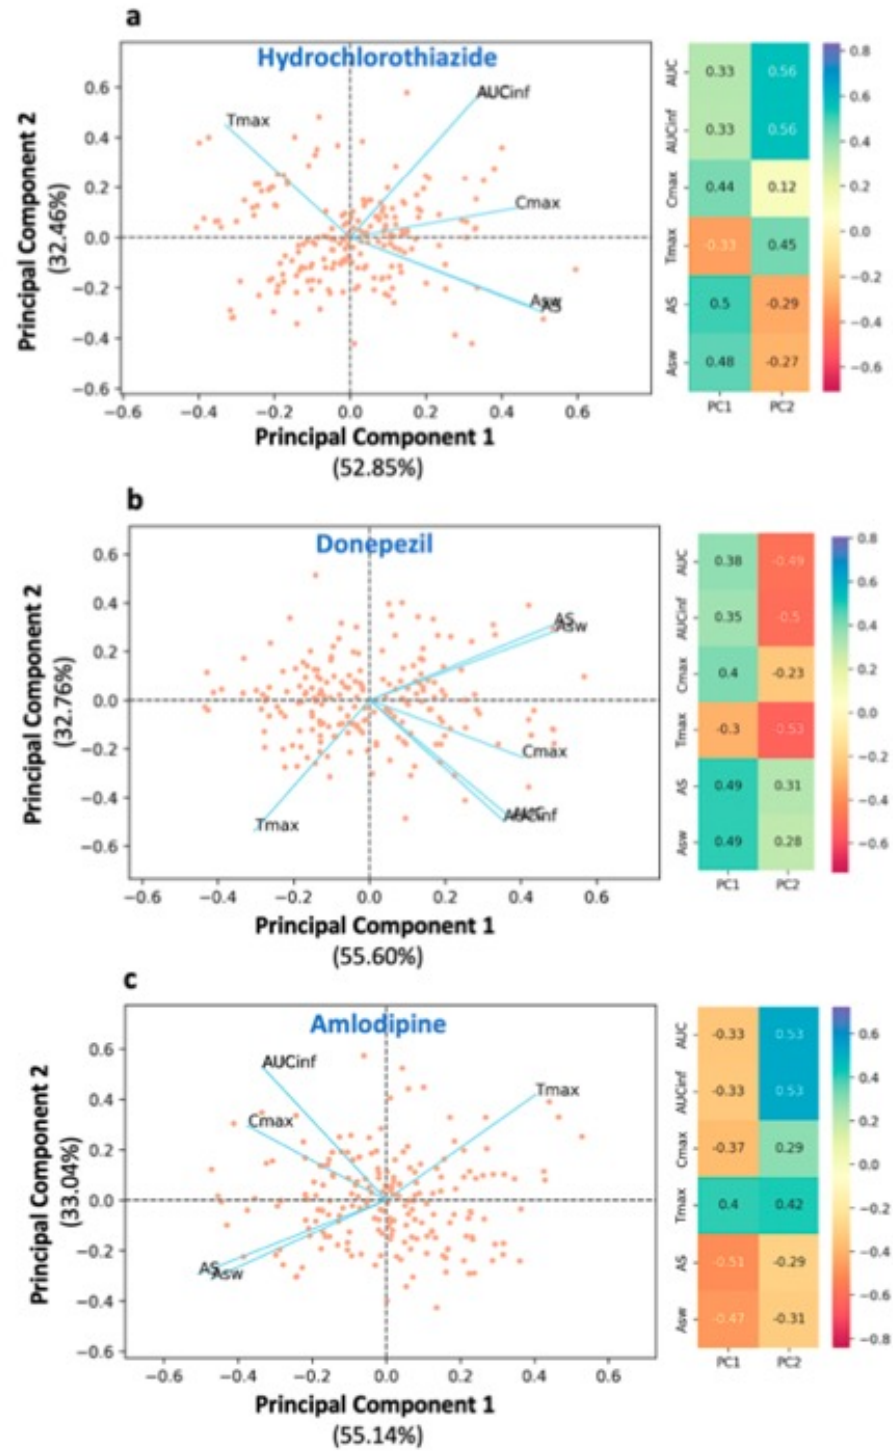 a
Hydrochlorothiazide
Principal Component 2
(32.46%)
0.6
0.4
0.2
0.0
−0.2
−0.4
−0.6
Tmax
AUCinf
Cmax
Asw
AS
−0.6 −0.4 −0.2 0.0 0.2 0.4 0.6
Principal Component 1
(52.85%)
AUC 0.33 0.56
AUCinf 0.33 0.56
Cmax 0.44 0.12
Tmax -0.33 0.45
AS 0.5 -0.29
Asw 0.48 -0.27
PC1 PC2
0.8
0.6
0.4
0.2
0.0
−0.2
−0.4
−0.6
b
Donepezil
Principal Component 2
(32.76%)
0.6
0.4
0.2
0.0
−0.2
−0.4
−0.6
AS
Asw
Cmax
AUCinf
Tmax
−0.6 −0.4 −0.2 0.0 0.2 0.4 0.6
Principal Component 1
(55.60%)
AUC 0.38 -0.49
AUCinf 0.35 -0.5
Cmax 0.4 -0.23
Tmax -0.3 -0.53
AS 0.49 0.31
Asw 0.49 0.28
PC1 PC2
0.8
0.6
0.4
0.2
0.0
−0.2
−0.4
−0.6
c
Amlodipine
Principal Component 2
(33.04%)
0.6
0.4
0.2
0.0
−0.2
−0.4
−0.6
AUCinf
Tmax
Cmax
AS
Asw
−0.6 −0.4 −0.2 0.0 0.2 0.4 0.6
Principal Component 1
(55.14%)
AUC -0.33 0.53
AUCinf -0.33 0.53
Cmax -0.37 0.29
Tmax 0.4 0.42
AS -0.51 -0.29
Asw -0.47 -0.31
PC1 PC2
0.6
0.4
0.2
0.0
−0.2
−0.4
−0.6
−0.8